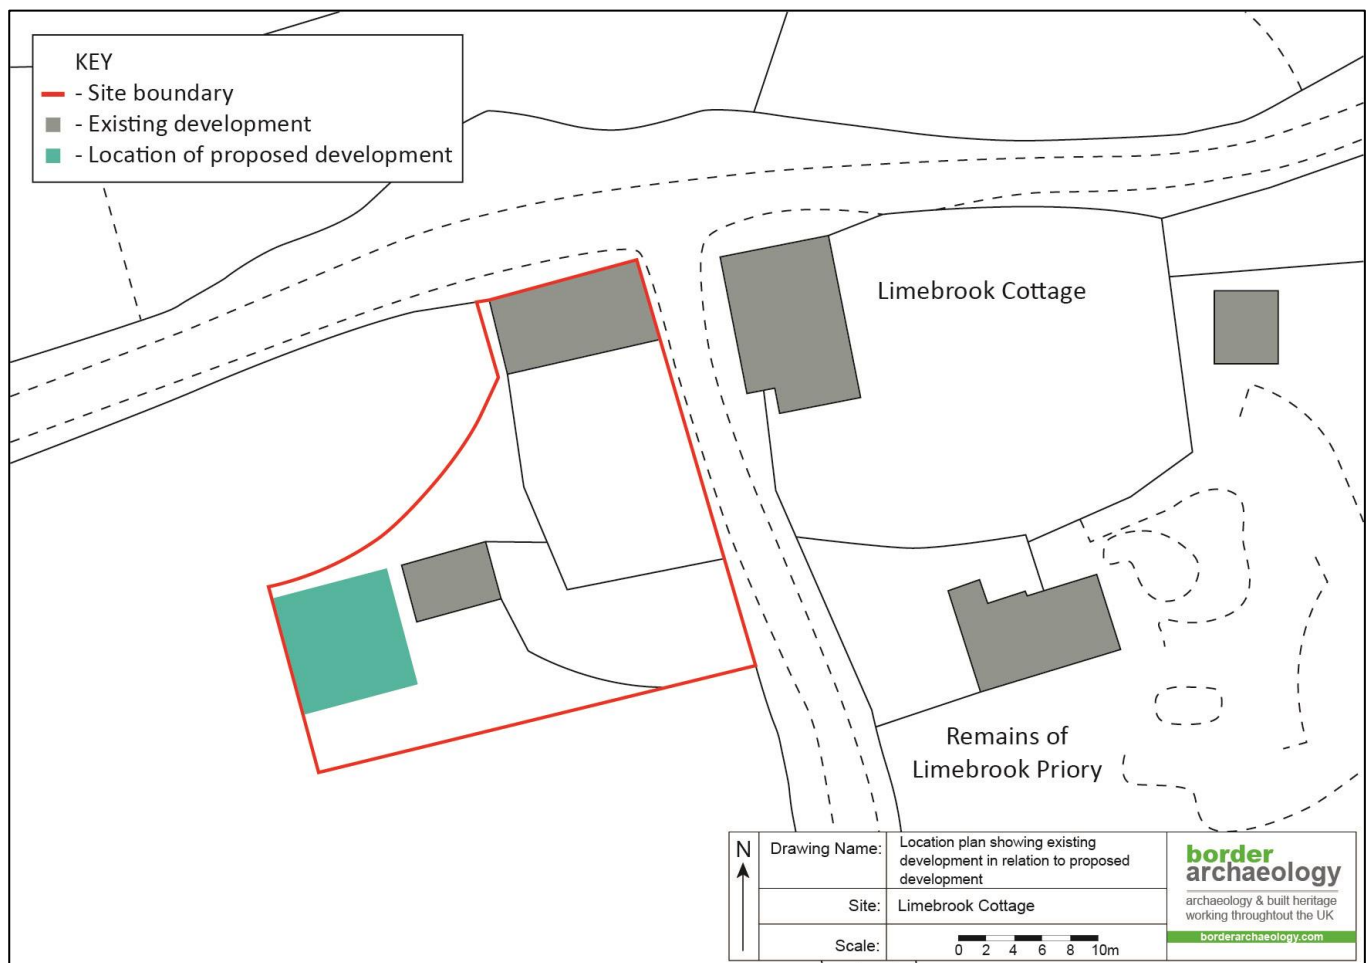 KEY
- Site boundary
- Existing development
- Location of proposed development
Limebrook Cottage
Remains of
Limebrook Priory
N
Drawing Name:
Location plan showing existing
development in relation to proposed
development
Site:
Limebrook Cottage
Scale:
0 2 4 6 8 10m
border
archaeology
archaeology & built heritage
working throughtout the UK
borderarchaeology.com